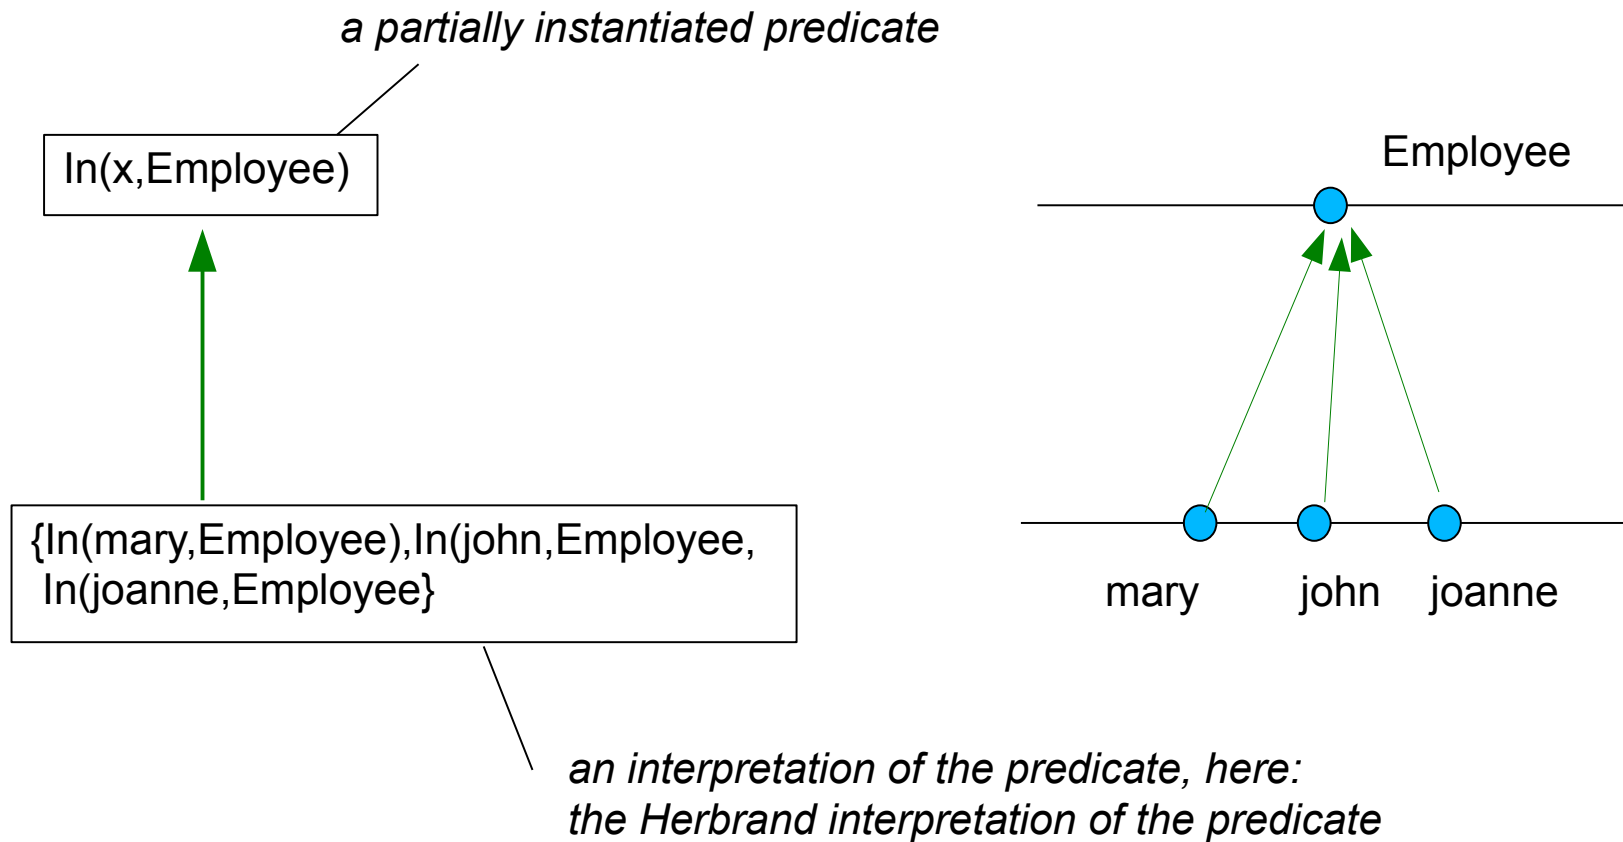 a partially instantiated predicate
In(x,Employee)
Employee
{In(mary,Employee),In(john,Employee,
In(joanne,Employee}
mary john joanne
an interpretation of the predicate, here:
the Herbrand interpretation of the predicate